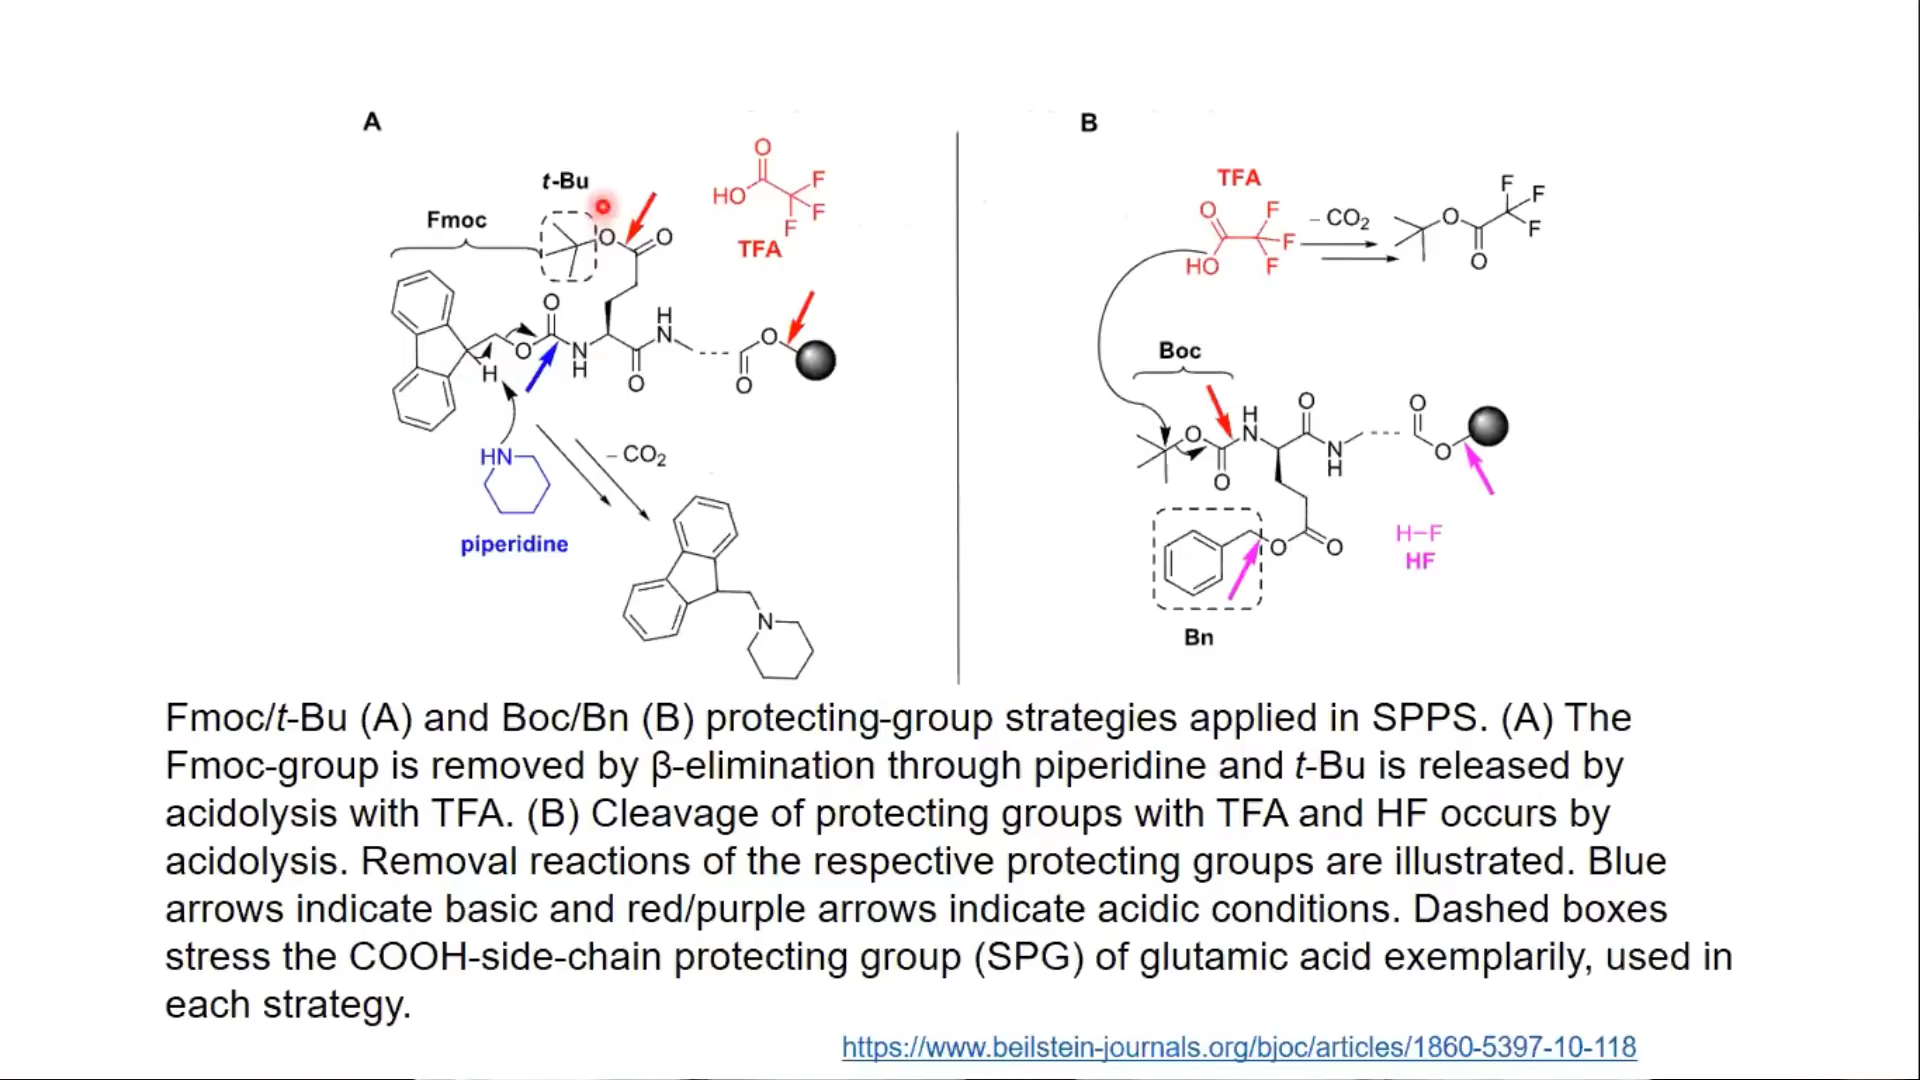 A
t-Bu
Fmoc
O
O
O
HO
F
F
F
TFA
O
O
H
N
H
H
N
O
O
O
HN
piperidine
– CO2
N
B
TFA
O
HO
F
F
F
– CO2
O
O
F
F
F
Boc
O
O
H
N
O
N
H
O
O
O
O
Bn
H–F
HF
Fmoc/t-Bu (A) and Boc/Bn (B) protecting-group strategies applied in SPPS. (A) The
Fmoc-group is removed by β-elimination through piperidine and t-Bu is released by
acidolysis with TFA. (B) Cleavage of protecting groups with TFA and HF occurs by
acidolysis. Removal reactions of the respective protecting groups are illustrated. Blue
arrows indicate basic and red/purple arrows indicate acidic conditions. Dashed boxes
stress the COOH-side-chain protecting group (SPG) of glutamic acid exemplarily, used in
each strategy.
https://www.beilstein-journals.org/bjoc/articles/1860-5397-10-118